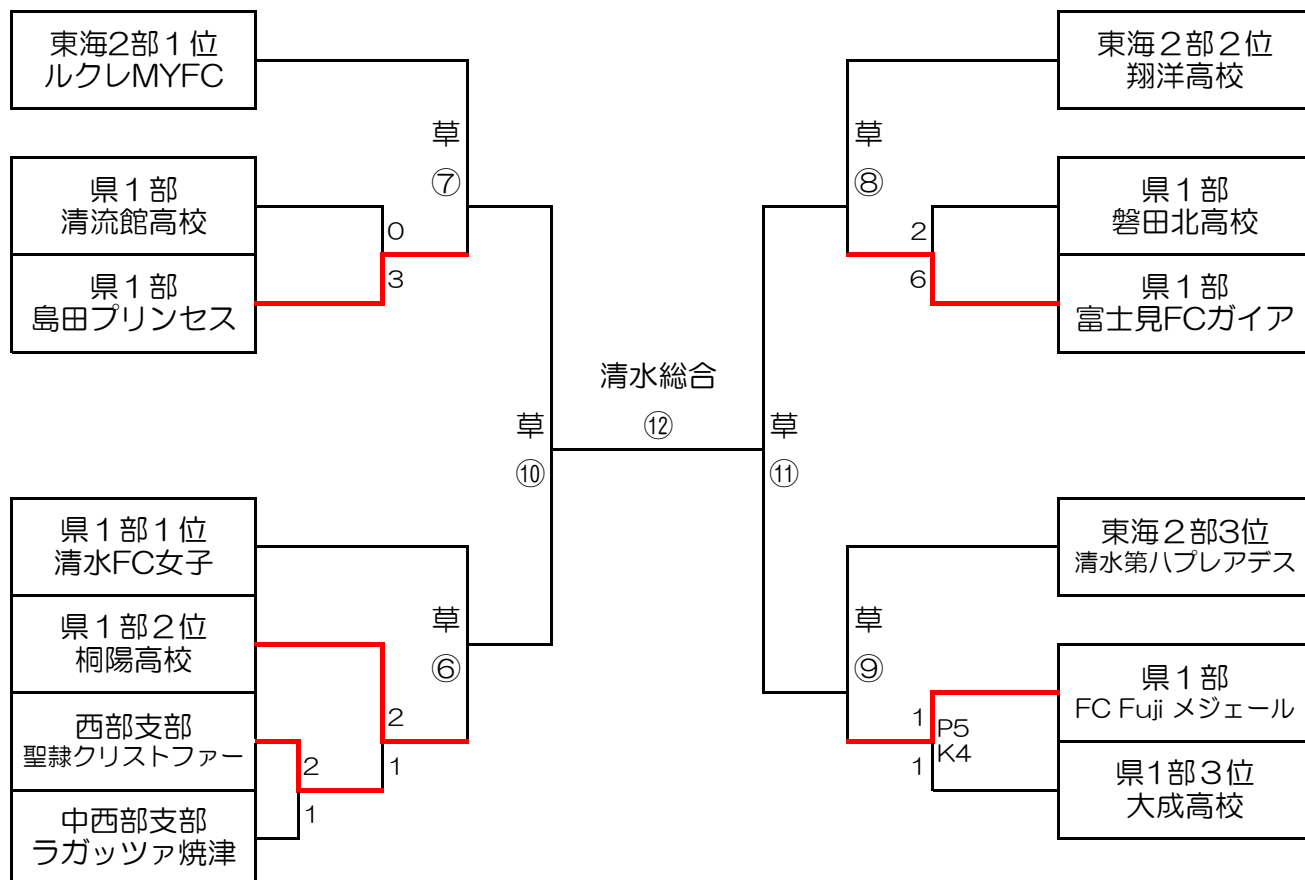 東海2部１位
ルクレMYFC
県１部
清流館高校
県１部
島田プリンセス
0
3
草
⑦
県１部１位
清水FC女子
県１部２位
桐陽高校
西部支部
聖隷クリストファー
中西部支部
ラガッツァ焼津
2
1
2
1
草
⑥
草
⑩
清水総合
⑫
草
⑪
草
⑧
2
6
東海２部２位
翔洋高校
県１部
磐田北高校
県１部
富士見FCガイア
草
⑨
1
1
P5
K4
東海２部3位
清水第八プレアデス
県１部
FC Fuji メジェール
県1部３位
大成高校